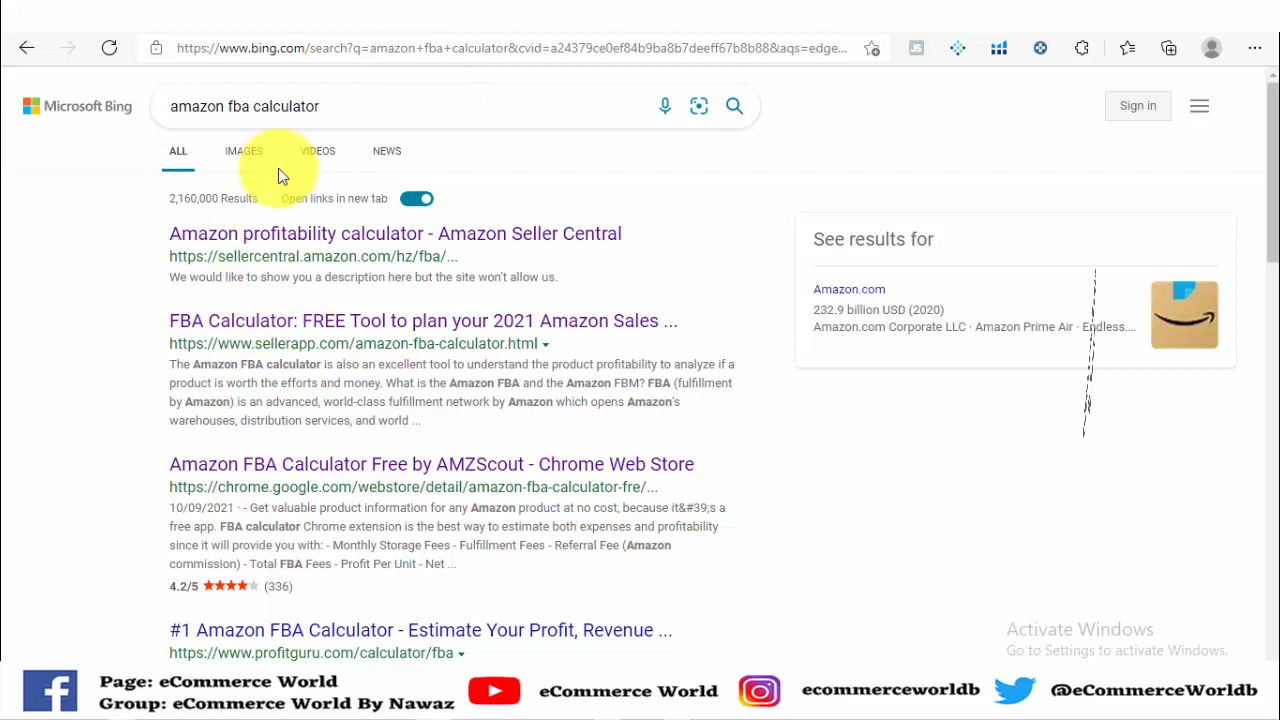 https://www.bing.com/search?q=amazon+fba+calculator&cvid=a24379ce0ef84b9ba8b7deeff67b8b88&aqs=edge...
JS
Microsoft Bing
amazon fba calculator
Sign in
ALL
IMAGES
VIDEOS
NEWS
2,160,000 Results
Open links in new tab
Amazon profitability calculator - Amazon Seller Central
https://sellercentral.amazon.com/hz/fba/...
We would like to show you a description here but the site won't allow us.
FBA Calculator: FREE Tool to plan your 2021 Amazon Sales ...
https://www.sellerapp.com/amazon-fba-calculator.html
The Amazon FBA calculator is also an excellent tool to understand the product profitability to analyze if a
product is worth the efforts and money. What is the Amazon FBA and the Amazon FBM? FBA (fulfillment
by Amazon) is an advanced, world-class fulfillment network by Amazon which opens Amazon's
warehouses, distribution services, and world ...
Amazon FBA Calculator Free by AMZScout - Chrome Web Store
https://chrome.google.com/webstore/detail/amazon-fba-calculator-fre/...
10/09/2021 · - Get valuable product information for any Amazon product at no cost, because it&#39;s a
free app. FBA calculator Chrome extension is the best way to estimate both expenses and profitability
since it will provide you with: - Monthly Storage Fees - Fulfillment Fees - Referral Fee (Amazon
commission) - Total FBA Fees - Profit Per Unit - Net ...
4.2/5 (336)
#1 Amazon FBA Calculator - Estimate Your Profit, Revenue ...
https://www.profitguru.com/calculator/fba
See results for
Amazon.com
232.9 billion USD (2020)
Amazon.com Corporate LLC · Amazon Prime Air · Endless....
Activate Windows
Go to Settings to activate Windows.
Page: eCommerce World
Group: eCommerce World By Nawaz
eCommerce World
ecommerceworldb
@eCommerceWorldb